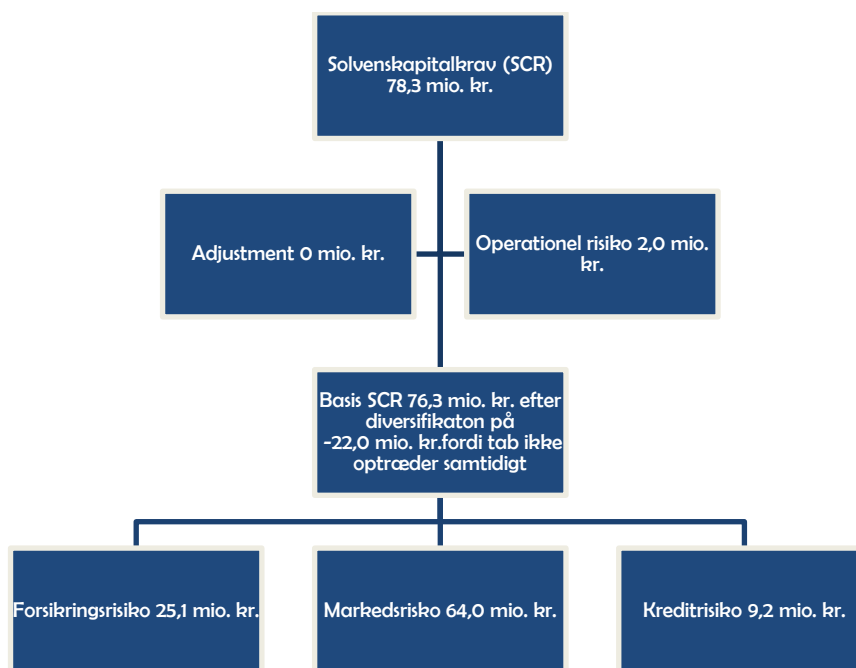 Solvenskapitalkrav (SCR)
78,3 mio. kr.
Adjustment 0 mio. kr.
Operationel risiko 2,0 mio.
kr.
Basis SCR 76,3 mio. kr. efter
diversifikaton på
-22,0 mio. kr.fordi tab ikke
optræder samtidigt
Forsikringsrisiko 25,1 mio. kr.
Markedsrisko 64,0 mio. kr.
Kreditrisiko 9,2 mio. kr.